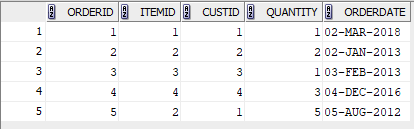 ORDERID ITEMID CUSTID QUANTITY ORDERDATE
1 1 1 1 1 02-MAR-2018
2 2 2 2 2 02-JAN-2013
3 3 3 3 1 03-FEB-2013
4 4 4 4 3 04-DEC-2016
5 5 2 1 5 05-AUG-2012